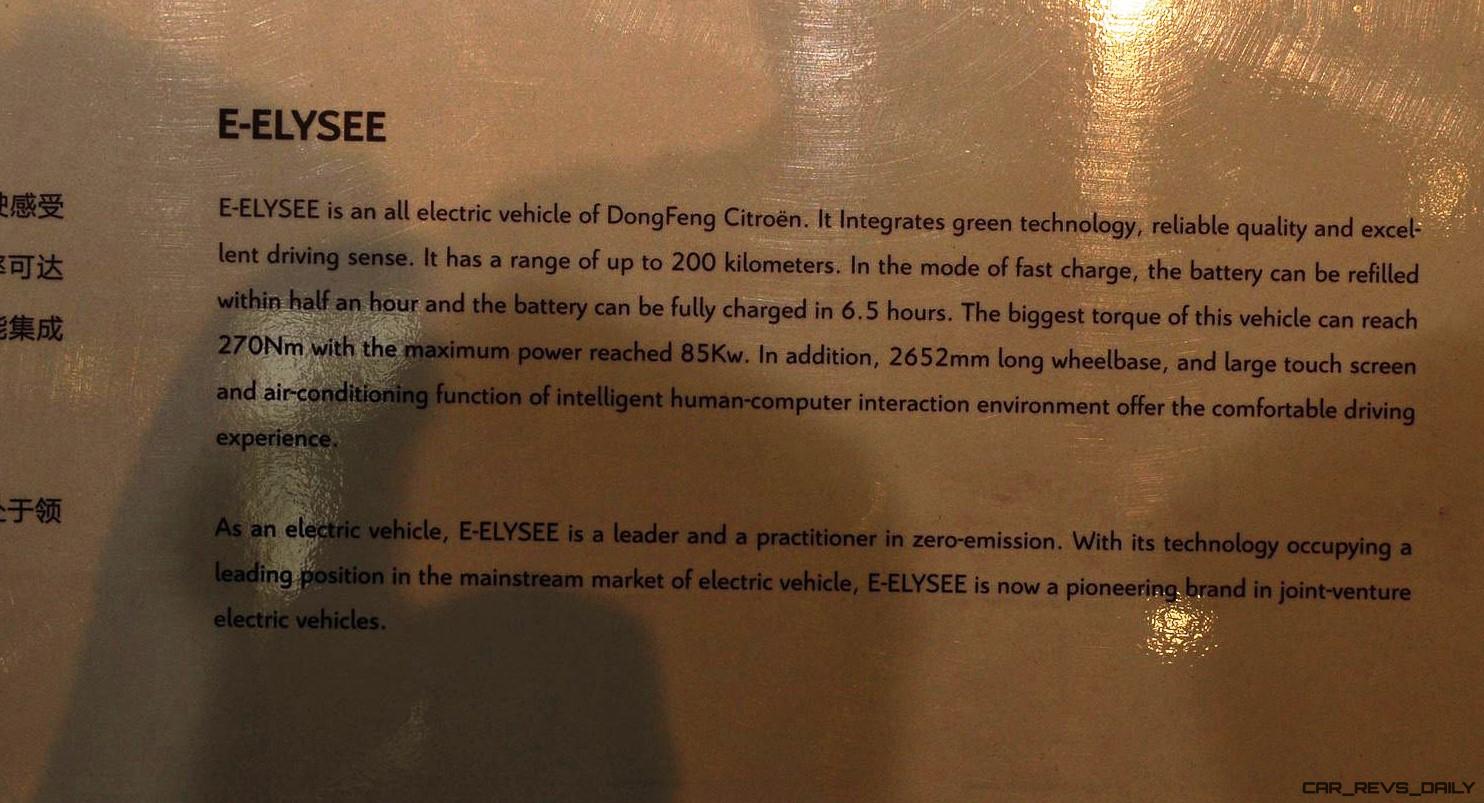 E-ELYSEE
感受
可达
集成
于领
E-ELYSEE is an all electric vehicle of DongFeng Citroën. It Integrates green technology, reliable quality and excel-
lent driving sense. It has a range of up to 200 kilometers. In the mode of fast charge, the battery can be refilled
within half an hour and the battery can be fully charged in 6.5 hours. The biggest torque of this vehicle can reach
270Nm with the maximum power reached 85Kw. In addition, 2652mm long wheelbase, and large touch screen
and air-conditioning function of intelligent human-computer interaction environment offer the comfortable driving
experience.
As an electric vehicle, E-ELYSEE is a leader and a practitioner in zero-emission. With its technology occupying a
leading position in the mainstream market of electric vehicle, E-ELYSEE is now a pioneering brand in joint-venture
electric vehicles.
CAR_REVS_DAILY